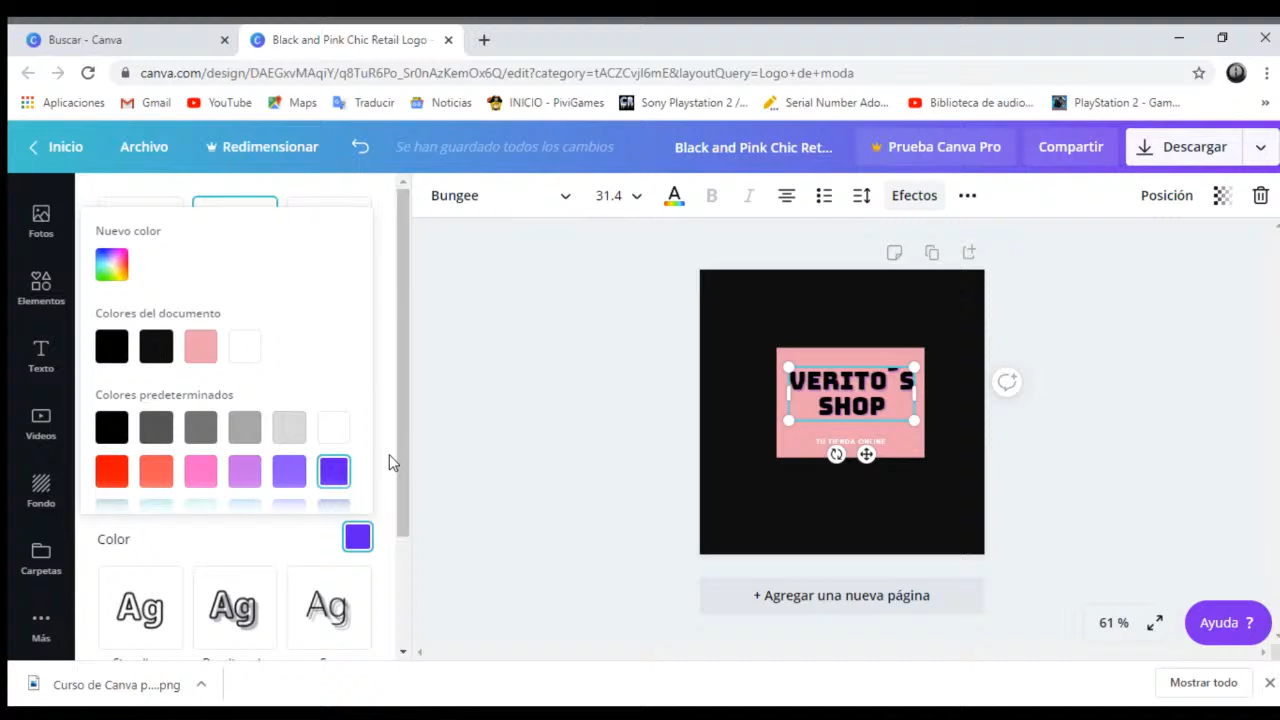 Buscar - Canva
Black and Pink Chic Retail Logo -
canva.com/design/DAEGxvMAqiY/q8TuR6Po_Sr0nAzKemOx6Q/edit?category=tACZCvjI6mE&layoutQuery=Logo+de+moda
Aplicaciones
Gmail
YouTube
Maps
Traducir
Noticias
INICIO - PiviGames
Sony Playstation 2 /...
Serial Number Ado...
Biblioteca de audio...
PlayStation 2 - Gam...
»
Inicio
Archivo
Redimensionar
Se han guardado todos los cambios
Black and Pink Chic Ret...
Prueba Canva Pro
Compartir
Descargar
Bungee
31.4
A
B
I
Efectos
Posición
Fotos
Elementos
Texto
Videos
Fondo
Carpetas
Más
Nuevo color
Colores del documento
Colores predeterminados
Color
Ag
Ag
Ag
VERITO´S
SHOP
TU TIENDA ONLINE
+ Agregar una nueva página
61 %
Ayuda ?
Curso de Canva p....png
Mostrar todo